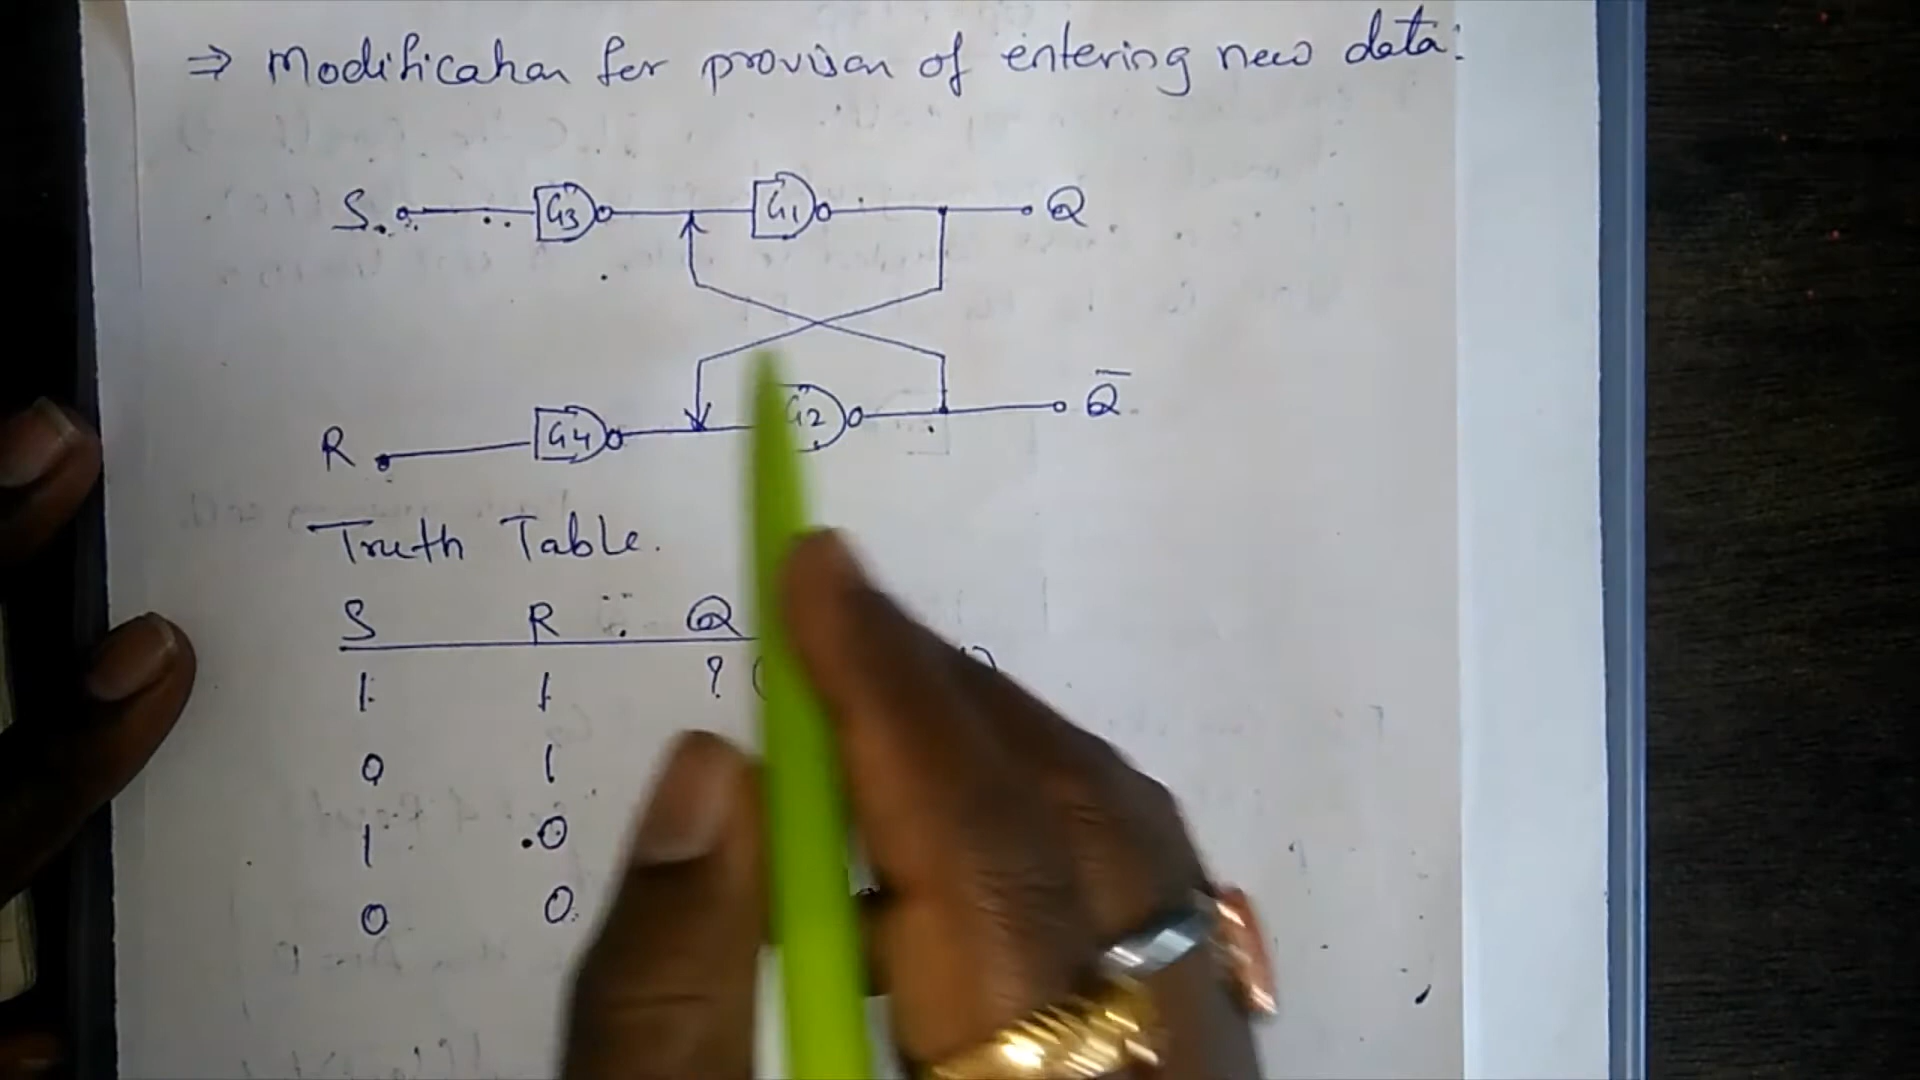 ⇒ Modification for provision of entering new data:
S G3 G1 Q
R G4 G2 Q̅
Truth Table.
S R Q
1 1 ? (
0 1
1 0
0 0